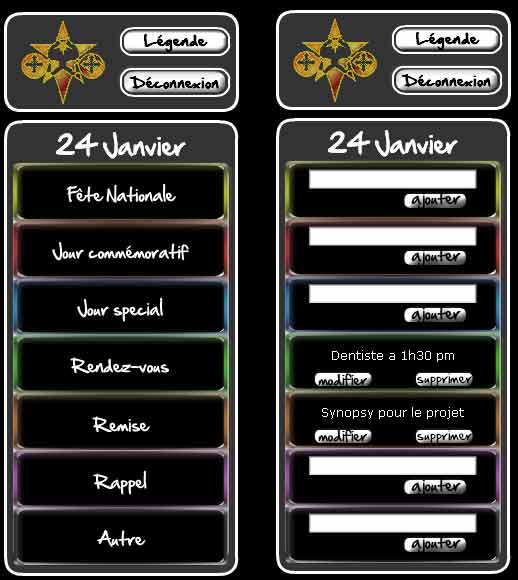 Légende
Déconnexion
24 Janvier
Fête Nationale
Jour commémoratif
Jour special
Rendez-vous
Remise
Rappel
Autre
Légende
Déconnexion
24 Janvier
ajouter
ajouter
ajouter
Dentiste a 1h30 pm
modifier supprimer
Synopsy pour le projet
modifier supprimer
ajouter
ajouter